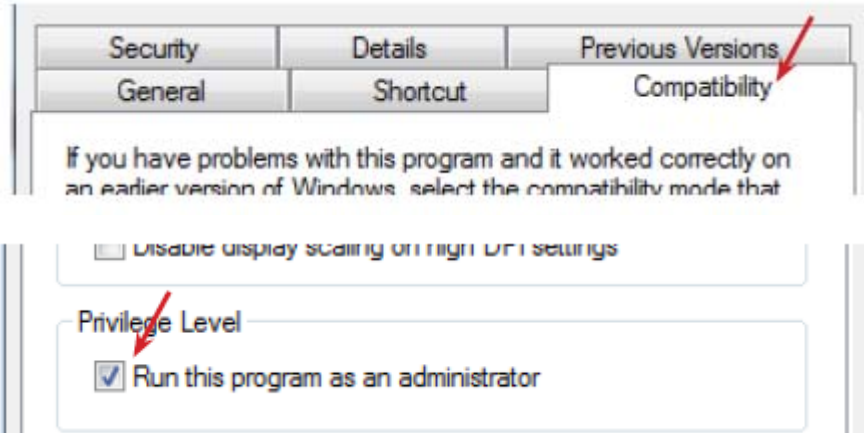 Security Details Previous Versions
General Shortcut Compatibility
If you have problems with this program and it worked correctly on
an earlier version of Windows, select the compatibility mode that
Disable display scaling on high DPI settings
Privilege Level
Run this program as an administrator